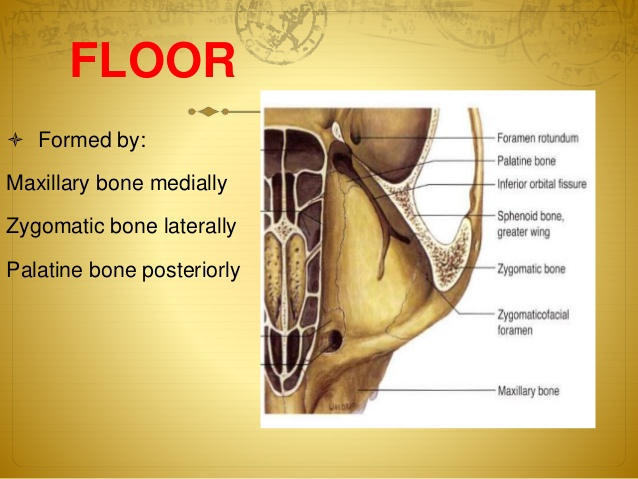 FLOOR
Formed by:
Maxillary bone medially
Zygomatic bone laterally
Palatine bone posteriorly
Foramen rotundum
Palatine bone
Inferior orbital fissure
Sphenoid bone,
greater wing
Zygomatic bone
Zygomaticofacial
foramen
Maxillary bone